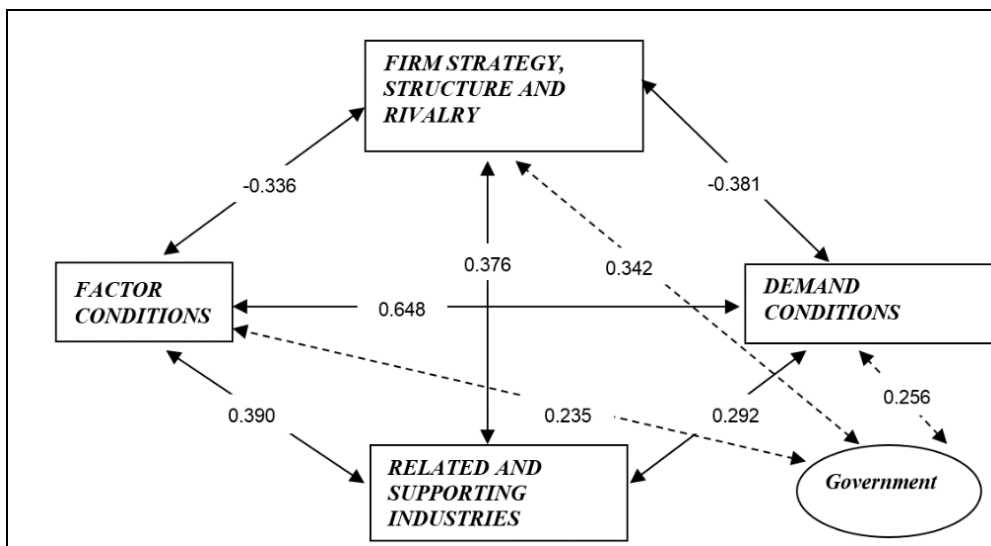 FIRM STRATEGY,
STRUCTURE AND
RIVALRY
-0.336
-0.381
0.376
0.342
FACTOR
CONDITIONS
0.648
DEMAND
CONDITIONS
0.390
0.235
0.292
0.256
RELATED AND
SUPPORTING
INDUSTRIES
Government